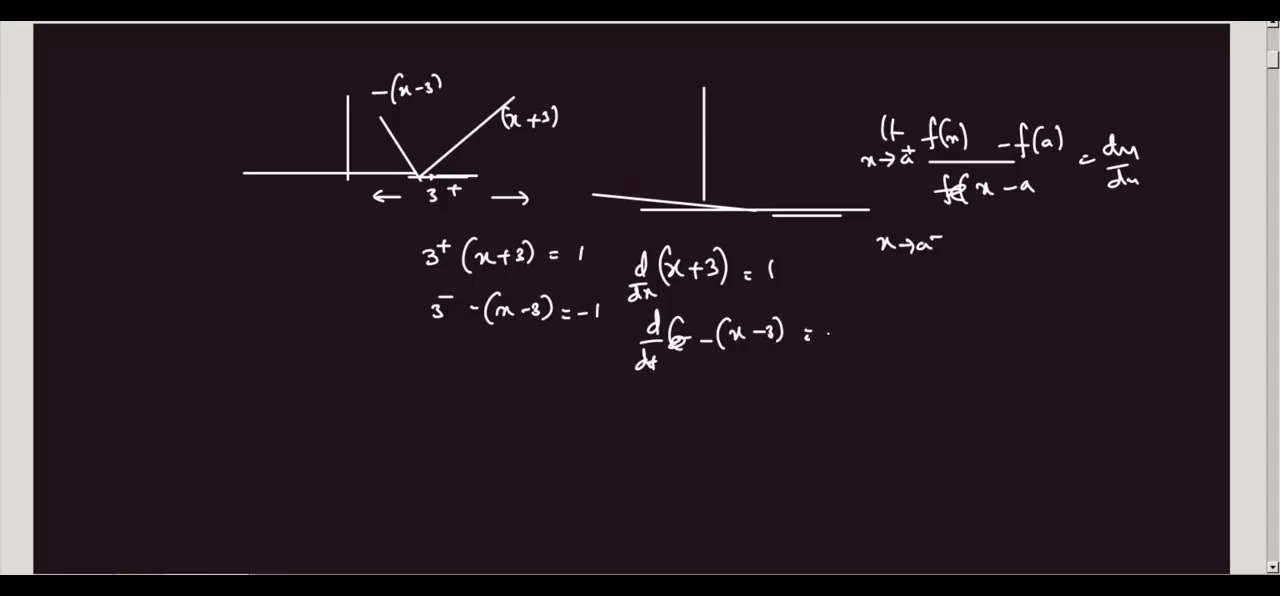 -(x-3)
(x+3)
← 3 + →
3⁺ (x+3) = 1
3⁻ -(x-3) = -1
d/dx (x+3) = 1
d/dx -(x-3) =
lt x→a⁺ f(x) - f(a) / x - a = dy/dx
x→a⁻